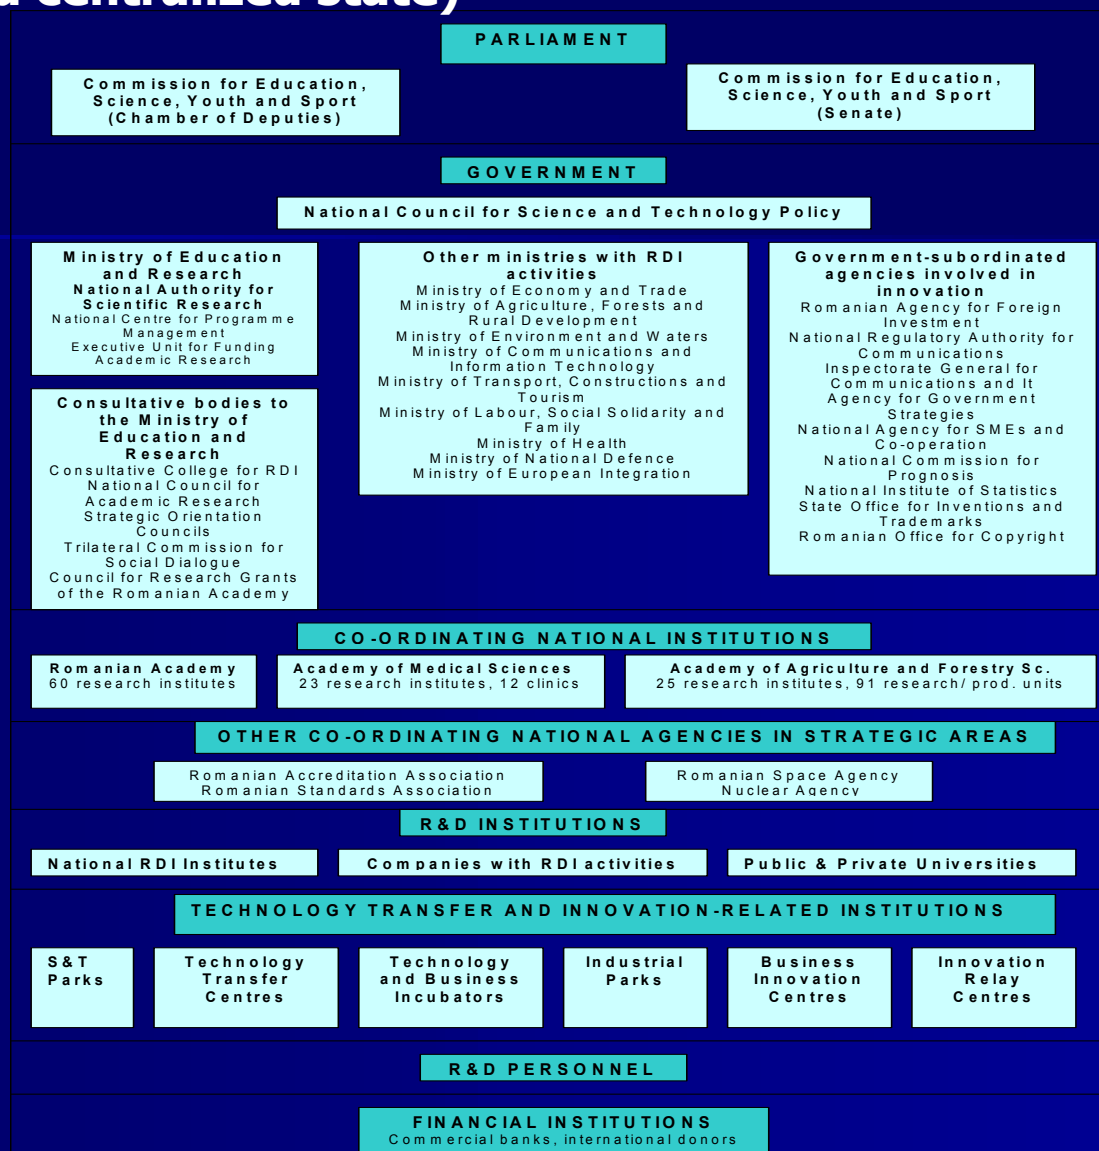 a centralized state)
PARLIAMENT
Commission for Education,
Science, Youth and Sport
(Chamber of Deputies)
Commission for Education,
Science, Youth and Sport
(Senate)
GOVERNMENT
National Council for Science and Technology Policy
Ministry of Education
and Research
National Authority for
Scientific Research
National Centre for Programme
Management
Executive Unit for Funding
Academic Research
Consultative bodies to
the Ministry of
Education and
Research
Consultative College for RDI
National Council for
Academic Research
Strategic Orientation
Councils
Trilateral Commission for
Social Dialogue
Council for Research Grants
of the Romanian Academy
Other ministries with RDI
activities
Ministry of Economy and Trade
Ministry of Agriculture, Forests and
Rural Development
Ministry of Environment and Waters
Ministry of Communications and
Information Technology
Ministry of Transport, Constructions and
Tourism
Ministry of Labour, Social Solidarity and
Family
Ministry of Health
Ministry of National Defence
Ministry of European Integration
Government-subordinated
agencies involved in
innovation
Romanian Agency for Foreign
Investment
National Regulatory Authority for
Communications
Inspectorate General for
Communications and It
Agency for Government
Strategies
National Agency for SMEs and
Co-operation
National Commission for
Prognosis
National Institute of Statistics
State Office for Inventions and
Trademarks
Romanian Office for Copyright
CO-ORDINATING NATIONAL INSTITUTIONS
Romanian Academy
60 research institutes
Academy of Medical Sciences
23 research institutes, 12 clinics
Academy of Agriculture and Forestry Sc.
25 research institutes, 91 research/ prod. units
OTHER CO-ORDINATING NATIONAL AGENCIES IN STRATEGIC AREAS
Romanian Accreditation Association
Romanian Standards Association
Romanian Space Agency
Nuclear Agency
R&D INSTITUTIONS
National RDI Institutes
Companies with RDI activities
Public & Private Universities
TECHNOLOGY TRANSFER AND INNOVATION-RELATED INSTITUTIONS
S&T
Parks
Technology
Transfer
Centres
Technology
and Business
Incubators
Industrial
Parks
Business
Innovation
Centres
Innovation
Relay
Centres
R&D PERSONNEL
FINANCIAL INSTITUTIONS
Commercial banks, international donors